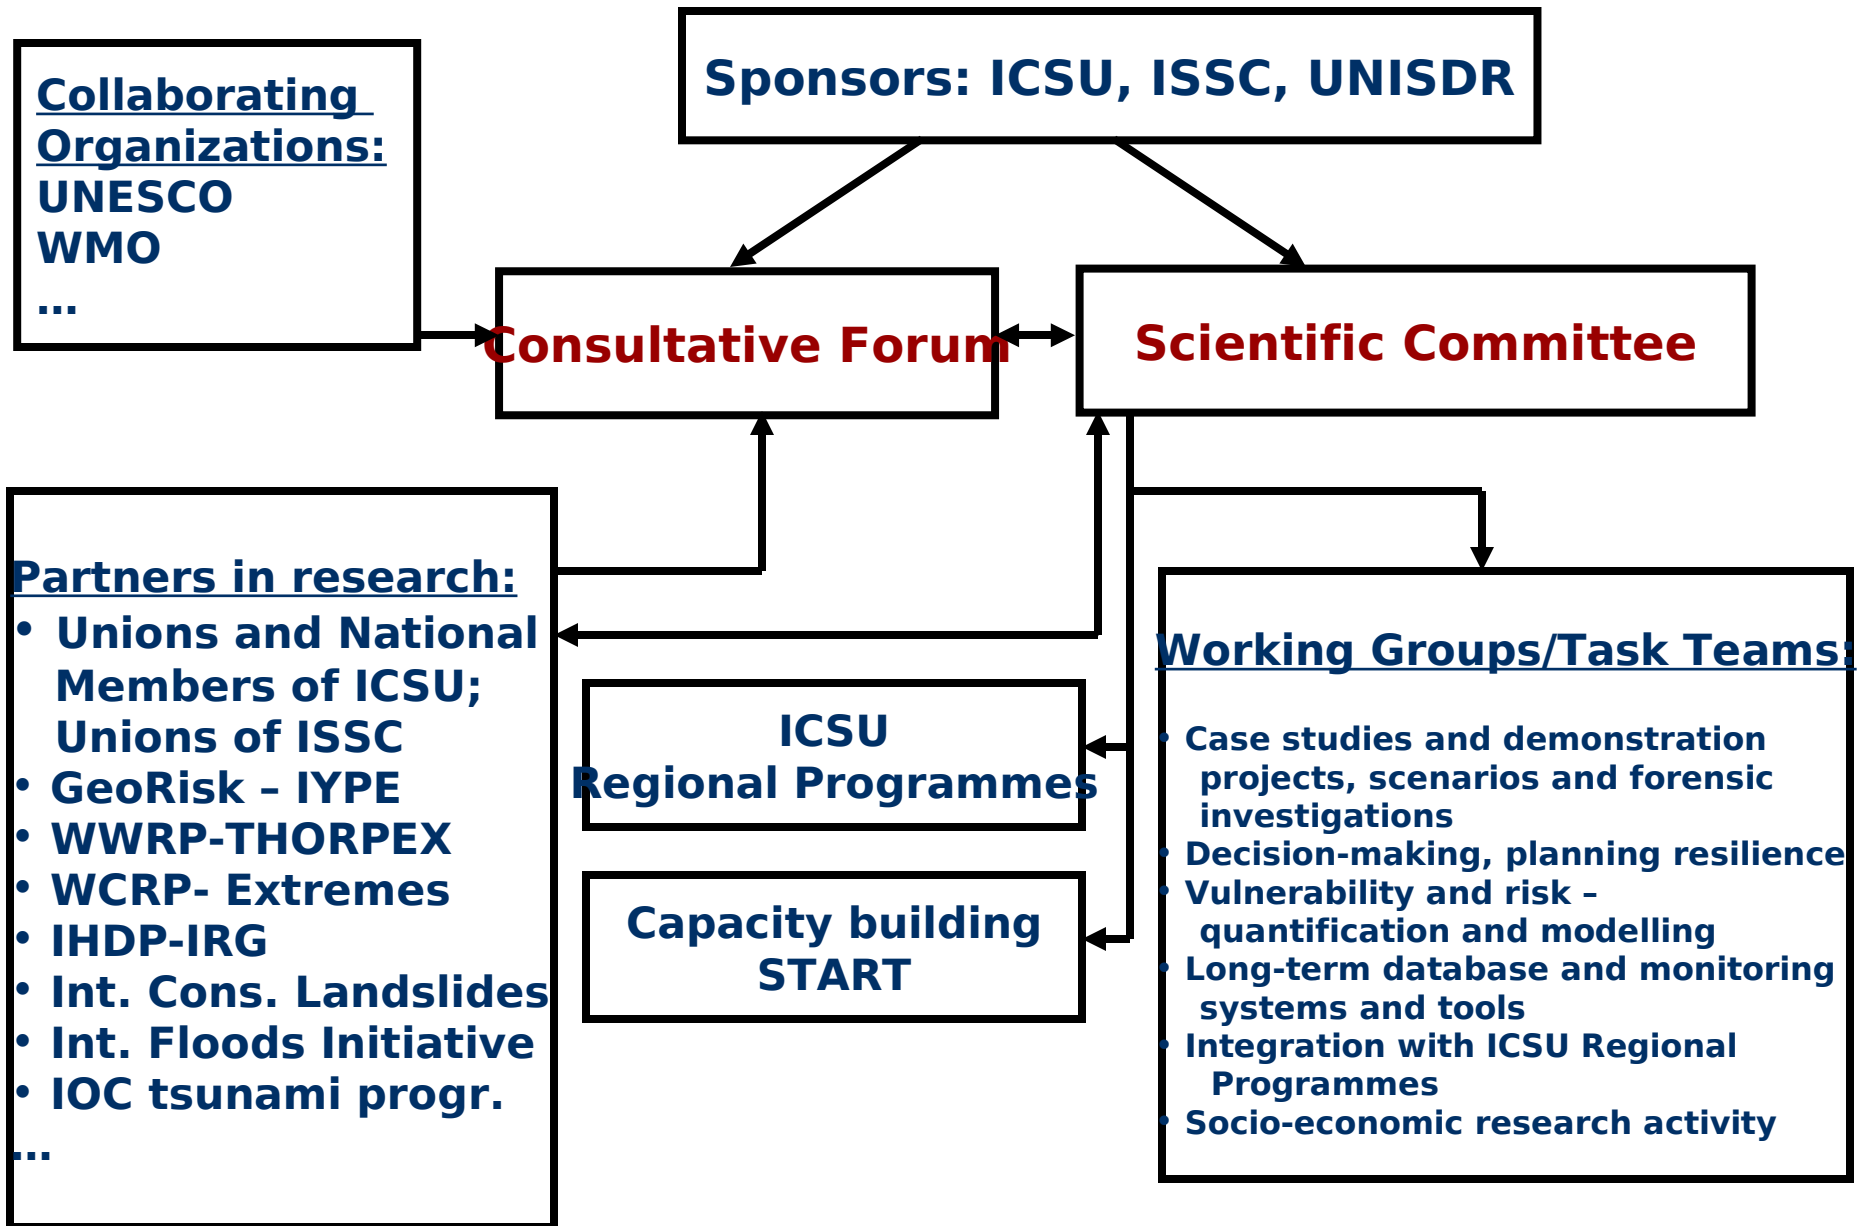 Sponsors: ICSU, ISSC, UNISDR
Collaborating
Organizations:
UNESCO
WMO
...
Consultative Forum
Scientific Committee
Partners in research:
• Unions and National
Members of ICSU;
Unions of ISSC
• GeoRisk – IYPE
• WWRP-THORPEX
• WCRP- Extremes
• IHDP-IRG
• Int. Cons. Landslides
• Int. Floods Initiative
• IOC tsunami progr.
...
ICSU
Regional Programmes
Capacity building
START
Working Groups/Task Teams:
• Case studies and demonstration
projects, scenarios and forensic
investigations
• Decision-making, planning resilience
• Vulnerability and risk –
quantification and modelling
• Long-term database and monitoring
systems and tools
• Integration with ICSU Regional
Programmes
• Socio-economic research activity